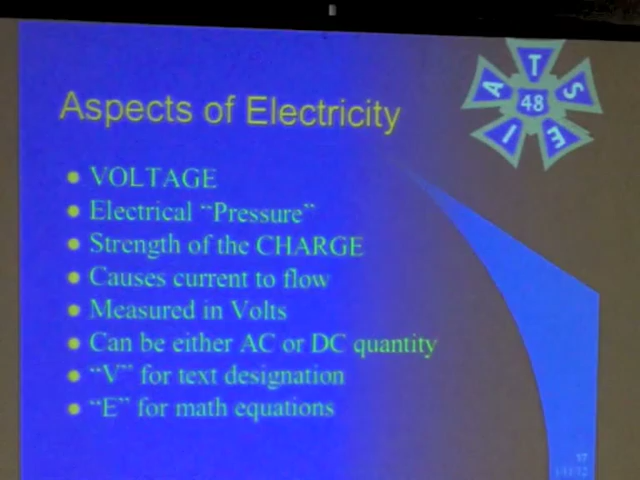 Aspects of Electricity
VOLTAGE
Electrical “Pressure”
Strength of the CHARGE
Causes current to flow
Measured in Volts
Can be either AC or DC quantity
“V” for text designation
“E” for math equations
I A T S E
48